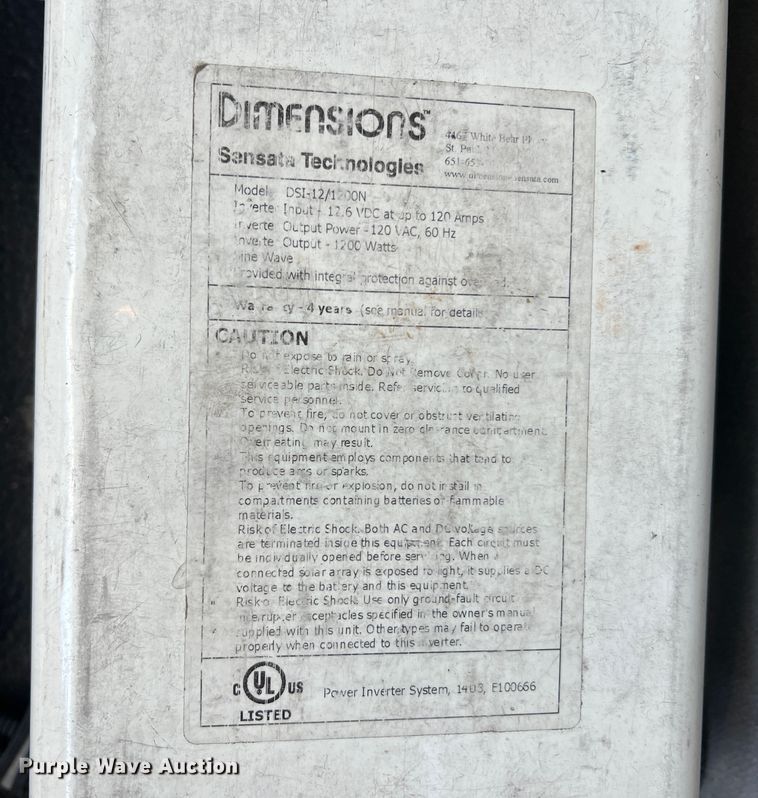 DIMENSIONS™
Sensata Technologies
White Bear
St.
www.
Model DSI-12/1200N
Inverter Input - 12.6 VDC at up to 120 Amps
Inverter Output Power - 120 VAC, 60 Hz
Inverter Output - 1200 Watts
Sine Wave
Provided with integral protection against overload.
Warranty - 4 years (see manual for details
CAUTION
Do not expose to rain or spray.
Risk of Electric Shock. Do Not Remove Cover. No user
serviceable parts inside. Refer servicing to qualified
service personnel.
To prevent fire, do not cover or obstruct ventilating
openings. Do not mount in zero clearance compartment.
Overheating may result.
This equipment employs components that tend to
produce arcs or sparks.
To prevent fire or explosion, do not install in
compartments containing batteries or flammable
materials.
Risk of Electric Shock. Both AC and DC voltage sources
are terminated inside this equipment. Each circuit must
be individually opened before servicing. When a
connected solar array is exposed to light, it supplies a DC
voltage to the battery and this equipment.
Risk of Electric Shock. Use only ground-fault circuit
interrupter receptacles specified in the owner's manual
supplied with this unit. Other types may fail to operate
properly when connected to this inverter.
C UL US
LISTED
Power Inverter System, 14U3, E100666
Purple Wave Auction